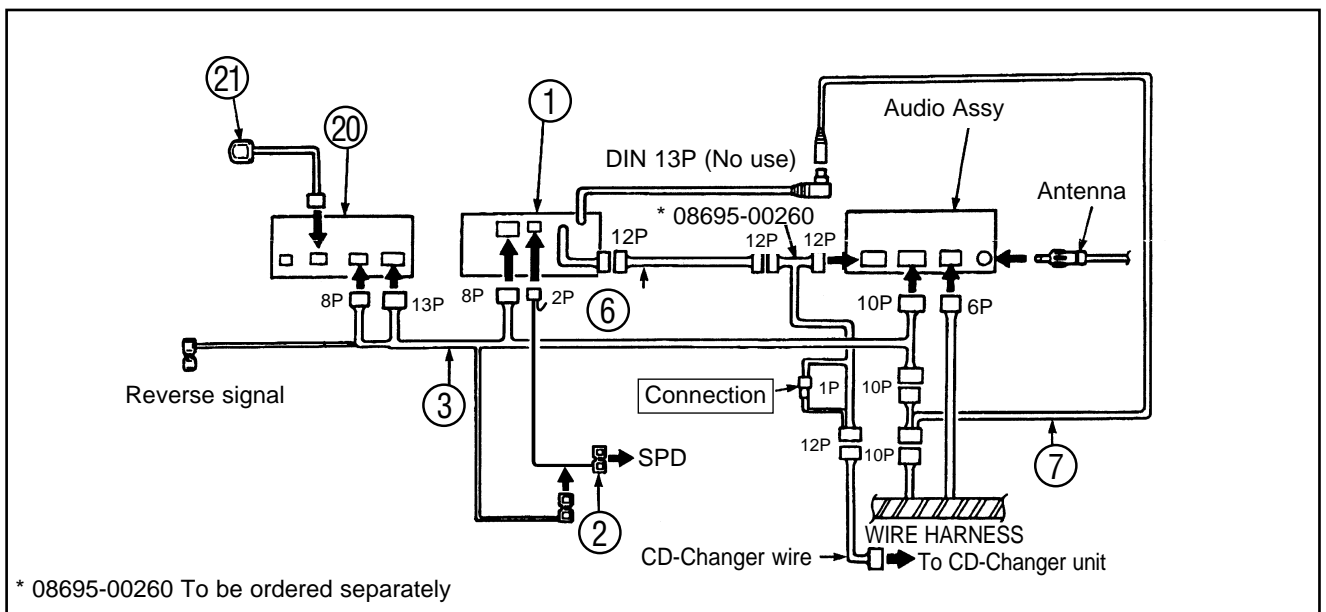 21
20
1
Audio Assy
DIN 13P (No use)
Antenna
* 08695-00260
12P
12P
12P
8P
13P
8P
2P
6
10P
6P
Reverse signal
3
Connection
1P
10P
7
12P
10P
SPD
2
WIRE HARNESS
CD-Changer wire
To CD-Changer unit
* 08695-00260 To be ordered separately